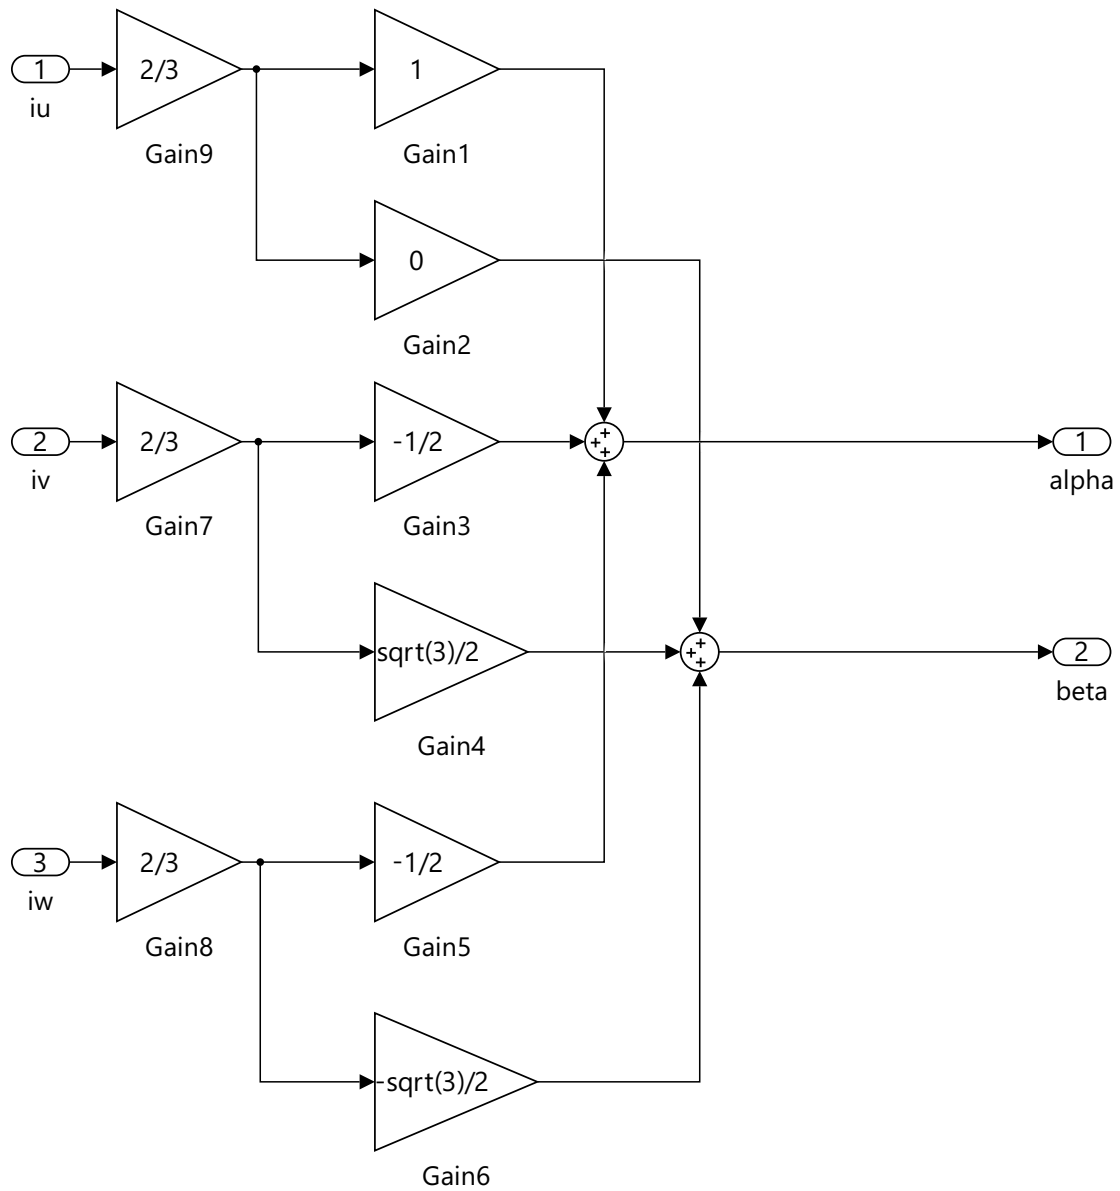 1
iu
2/3
Gain9
1
Gain1
0
Gain2
2
iv
2/3
Gain7
-1/2
Gain3
+
+
+
1
alpha
sqrt(3)/2
Gain4
+
+
+
2
beta
3
iw
2/3
Gain8
-1/2
Gain5
-sqrt(3)/2
Gain6